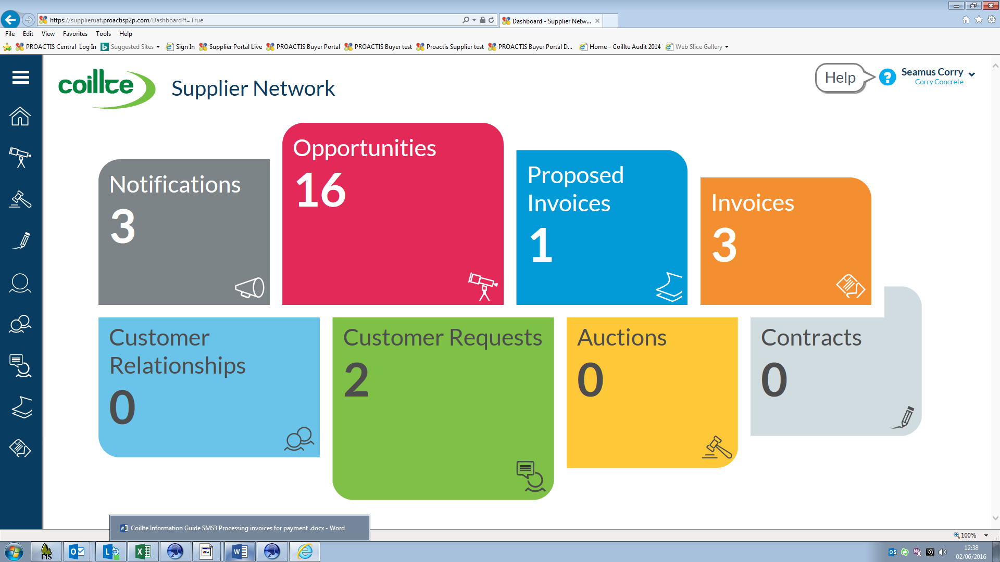 https://supplieruat.proactisp2p.com/Dashboard?f=True
Dashboard - Supplier Netw...
File Edit View Favorites Tools Help
PROACTIS Central Log In Suggested Sites Sign In Supplier Portal Live PROACTIS Buyer Portal PROACTIS Buyer test Proactis Supplier test PROACTIS Buyer Portal D... Home - Coillte Audit 2014 Web Slice Gallery
coillte
Supplier Network
Help
?
Seamus Corry
Corry Concrete
Notifications
3
Opportunities
16
Proposed
Invoices
1
Invoices
3
Customer
Relationships
0
Customer Requests
2
Auctions
0
Contracts
0
Coillte Information Guide SMS3 Processing invoices for payment .docx - Word
100%
FIS
12:38
02/06/2016